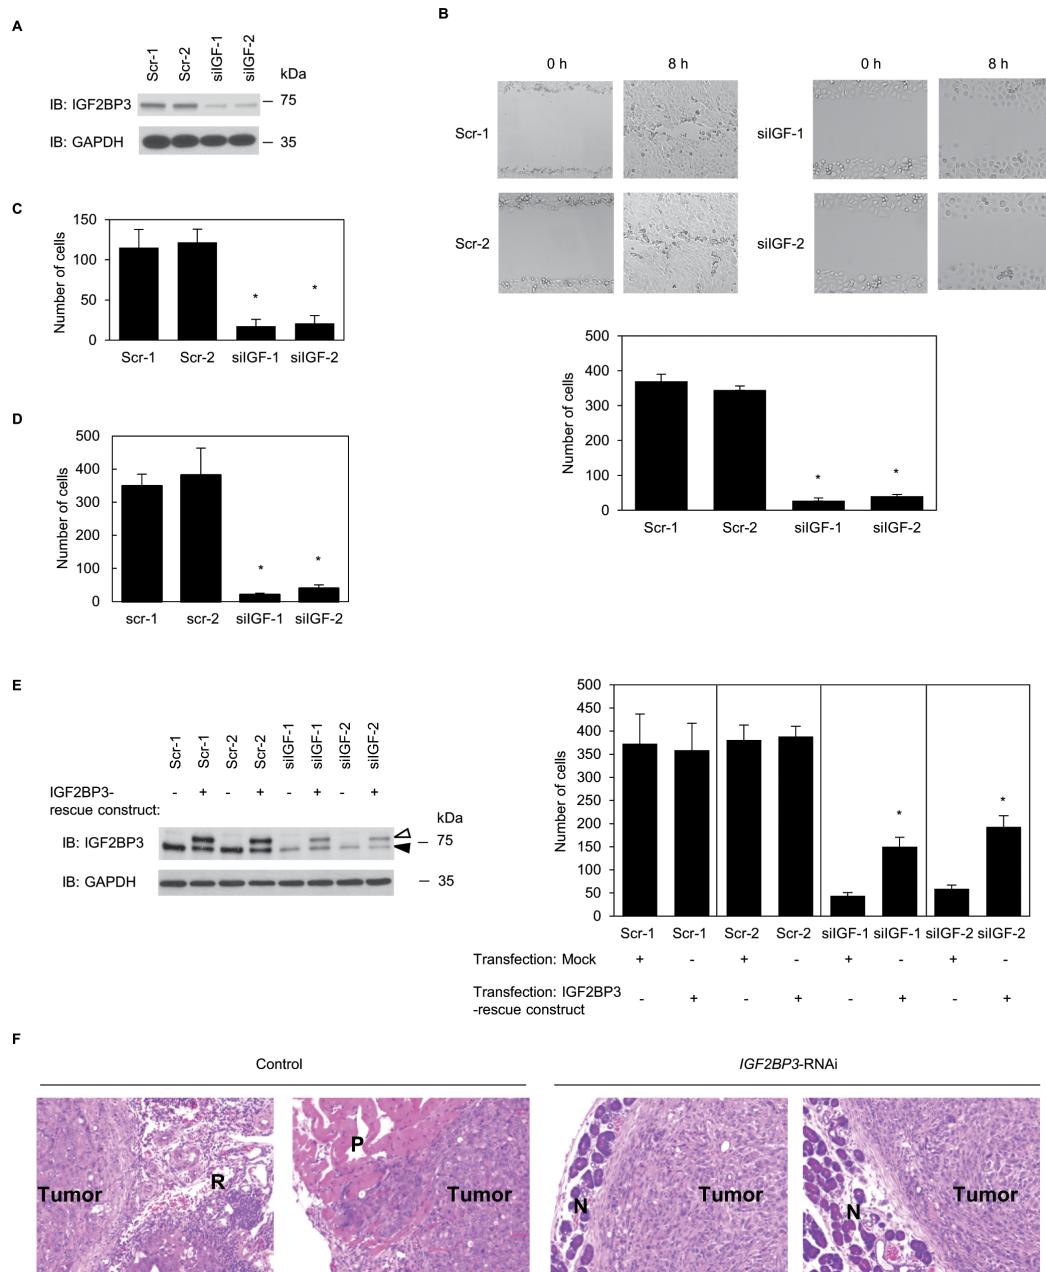 A
Scr-1
Scr-2
siIGF-1
siIGF-2
kDa
IB: IGF2BP3
75
IB: GAPDH
35
B
0 h
8 h
0 h
8 h
Scr-1
siIGF-1
Scr-2
siIGF-2
Number of cells
500
400
300
200
100
0
Scr-1
Scr-2
siIGF-1
siIGF-2
*
*
C
Number of cells
150
100
50
0
*
*
Scr-1
Scr-2
siIGF-1
siIGF-2
D
Number of cells
500
400
300
200
100
0
*
*
scr-1
scr-2
siIGF-1
siIGF-2
E
Scr-1
Scr-1
Scr-2
Scr-2
siIGF-1
siIGF-1
siIGF-2
siIGF-2
IGF2BP3-
rescue construct:
- + - + - + - +
kDa
IB: IGF2BP3
75
IB: GAPDH
35
Number of cells
500
450
400
350
300
250
200
150
100
50
0
*
*
Scr-1 Scr-1 Scr-2 Scr-2 siIGF-1 siIGF-1 siIGF-2 siIGF-2
Transfection: Mock + - + - + - + -
Transfection: IGF2BP3
-rescue construct - + - + - + - +
F
Control
IGF2BP3-RNAi
Tumor
R
P
Tumor
N
Tumor
N
Tumor